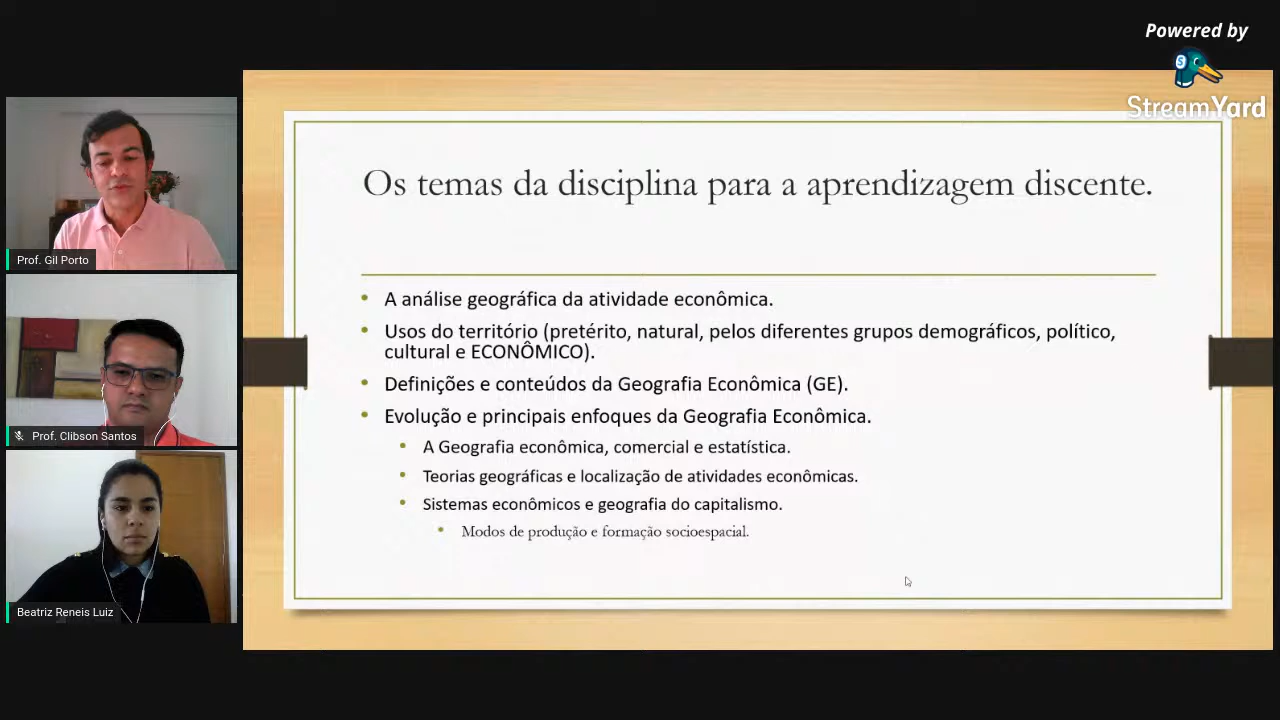 Powered by
StreamYard
Os temas da disciplina para a aprendizagem discente.
A análise geográfica da atividade econômica.
Usos do território (pretérito, natural, pelos diferentes grupos demográficos, político,
cultural e ECONÔMICO).
Definições e conteúdos da Geografia Econômica (GE).
Evolução e principais enfoques da Geografia Econômica.
A Geografia econômica, comercial e estatística.
Teorias geográficas e localização de atividades econômicas.
Sistemas econômicos e geografia do capitalismo.
Modos de produção e formação socioespacial.
Prof. Gil Porto
Prof. Clibson Santos
Beatriz Reneis Luiz